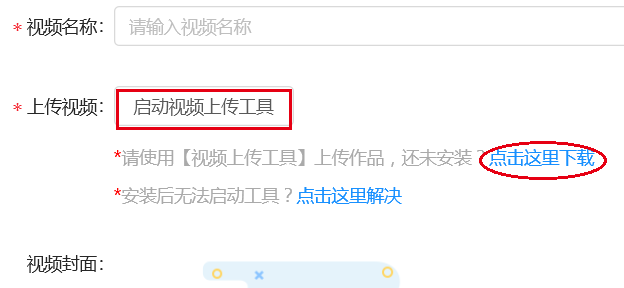 * 视频名称: 请输入视频名称
* 上传视频: 启动视频上传工具
*请使用【视频上传工具】上传作品，还未安装？点击这里下载
*安装后无法启动工具？点击这里解决
视频封面: